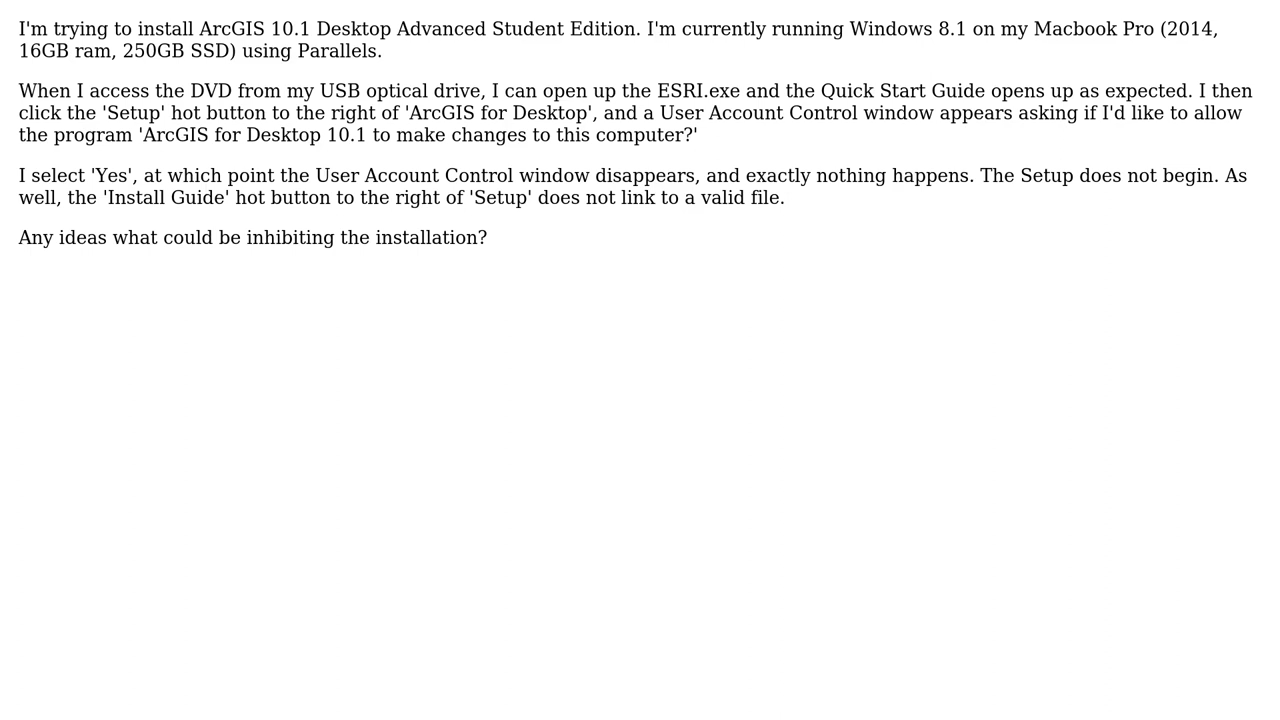 I'm trying to install ArcGIS 10.1 Desktop Advanced Student Edition. I'm currently running Windows 8.1 on my Macbook Pro (2014,
16GB ram, 250GB SSD) using Parallels.
When I access the DVD from my USB optical drive, I can open up the ESRI.exe and the Quick Start Guide opens up as expected. I then
click the 'Setup' hot button to the right of 'ArcGIS for Desktop', and a User Account Control window appears asking if I'd like to allow
the program 'ArcGIS for Desktop 10.1 to make changes to this computer?'
I select 'Yes', at which point the User Account Control window disappears, and exactly nothing happens. The Setup does not begin. As
well, the 'Install Guide' hot button to the right of 'Setup' does not link to a valid file.
Any ideas what could be inhibiting the installation?